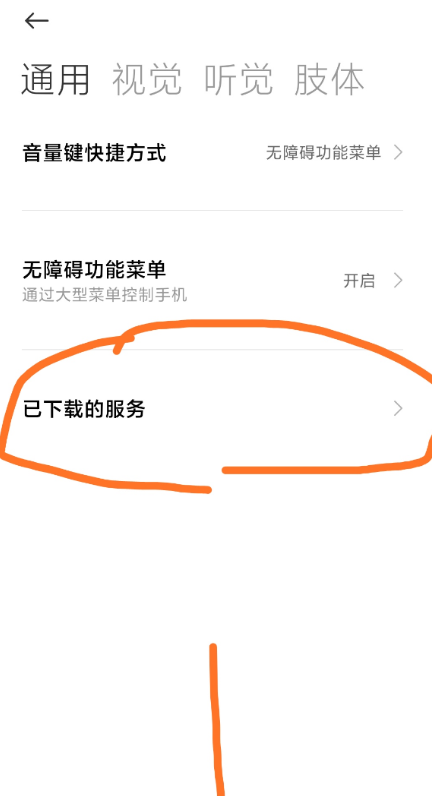 通用 视觉 听觉 肢体
音量键快捷方式 无障碍功能菜单
无障碍功能菜单 开启
通过大型菜单控制手机
已下载的服务